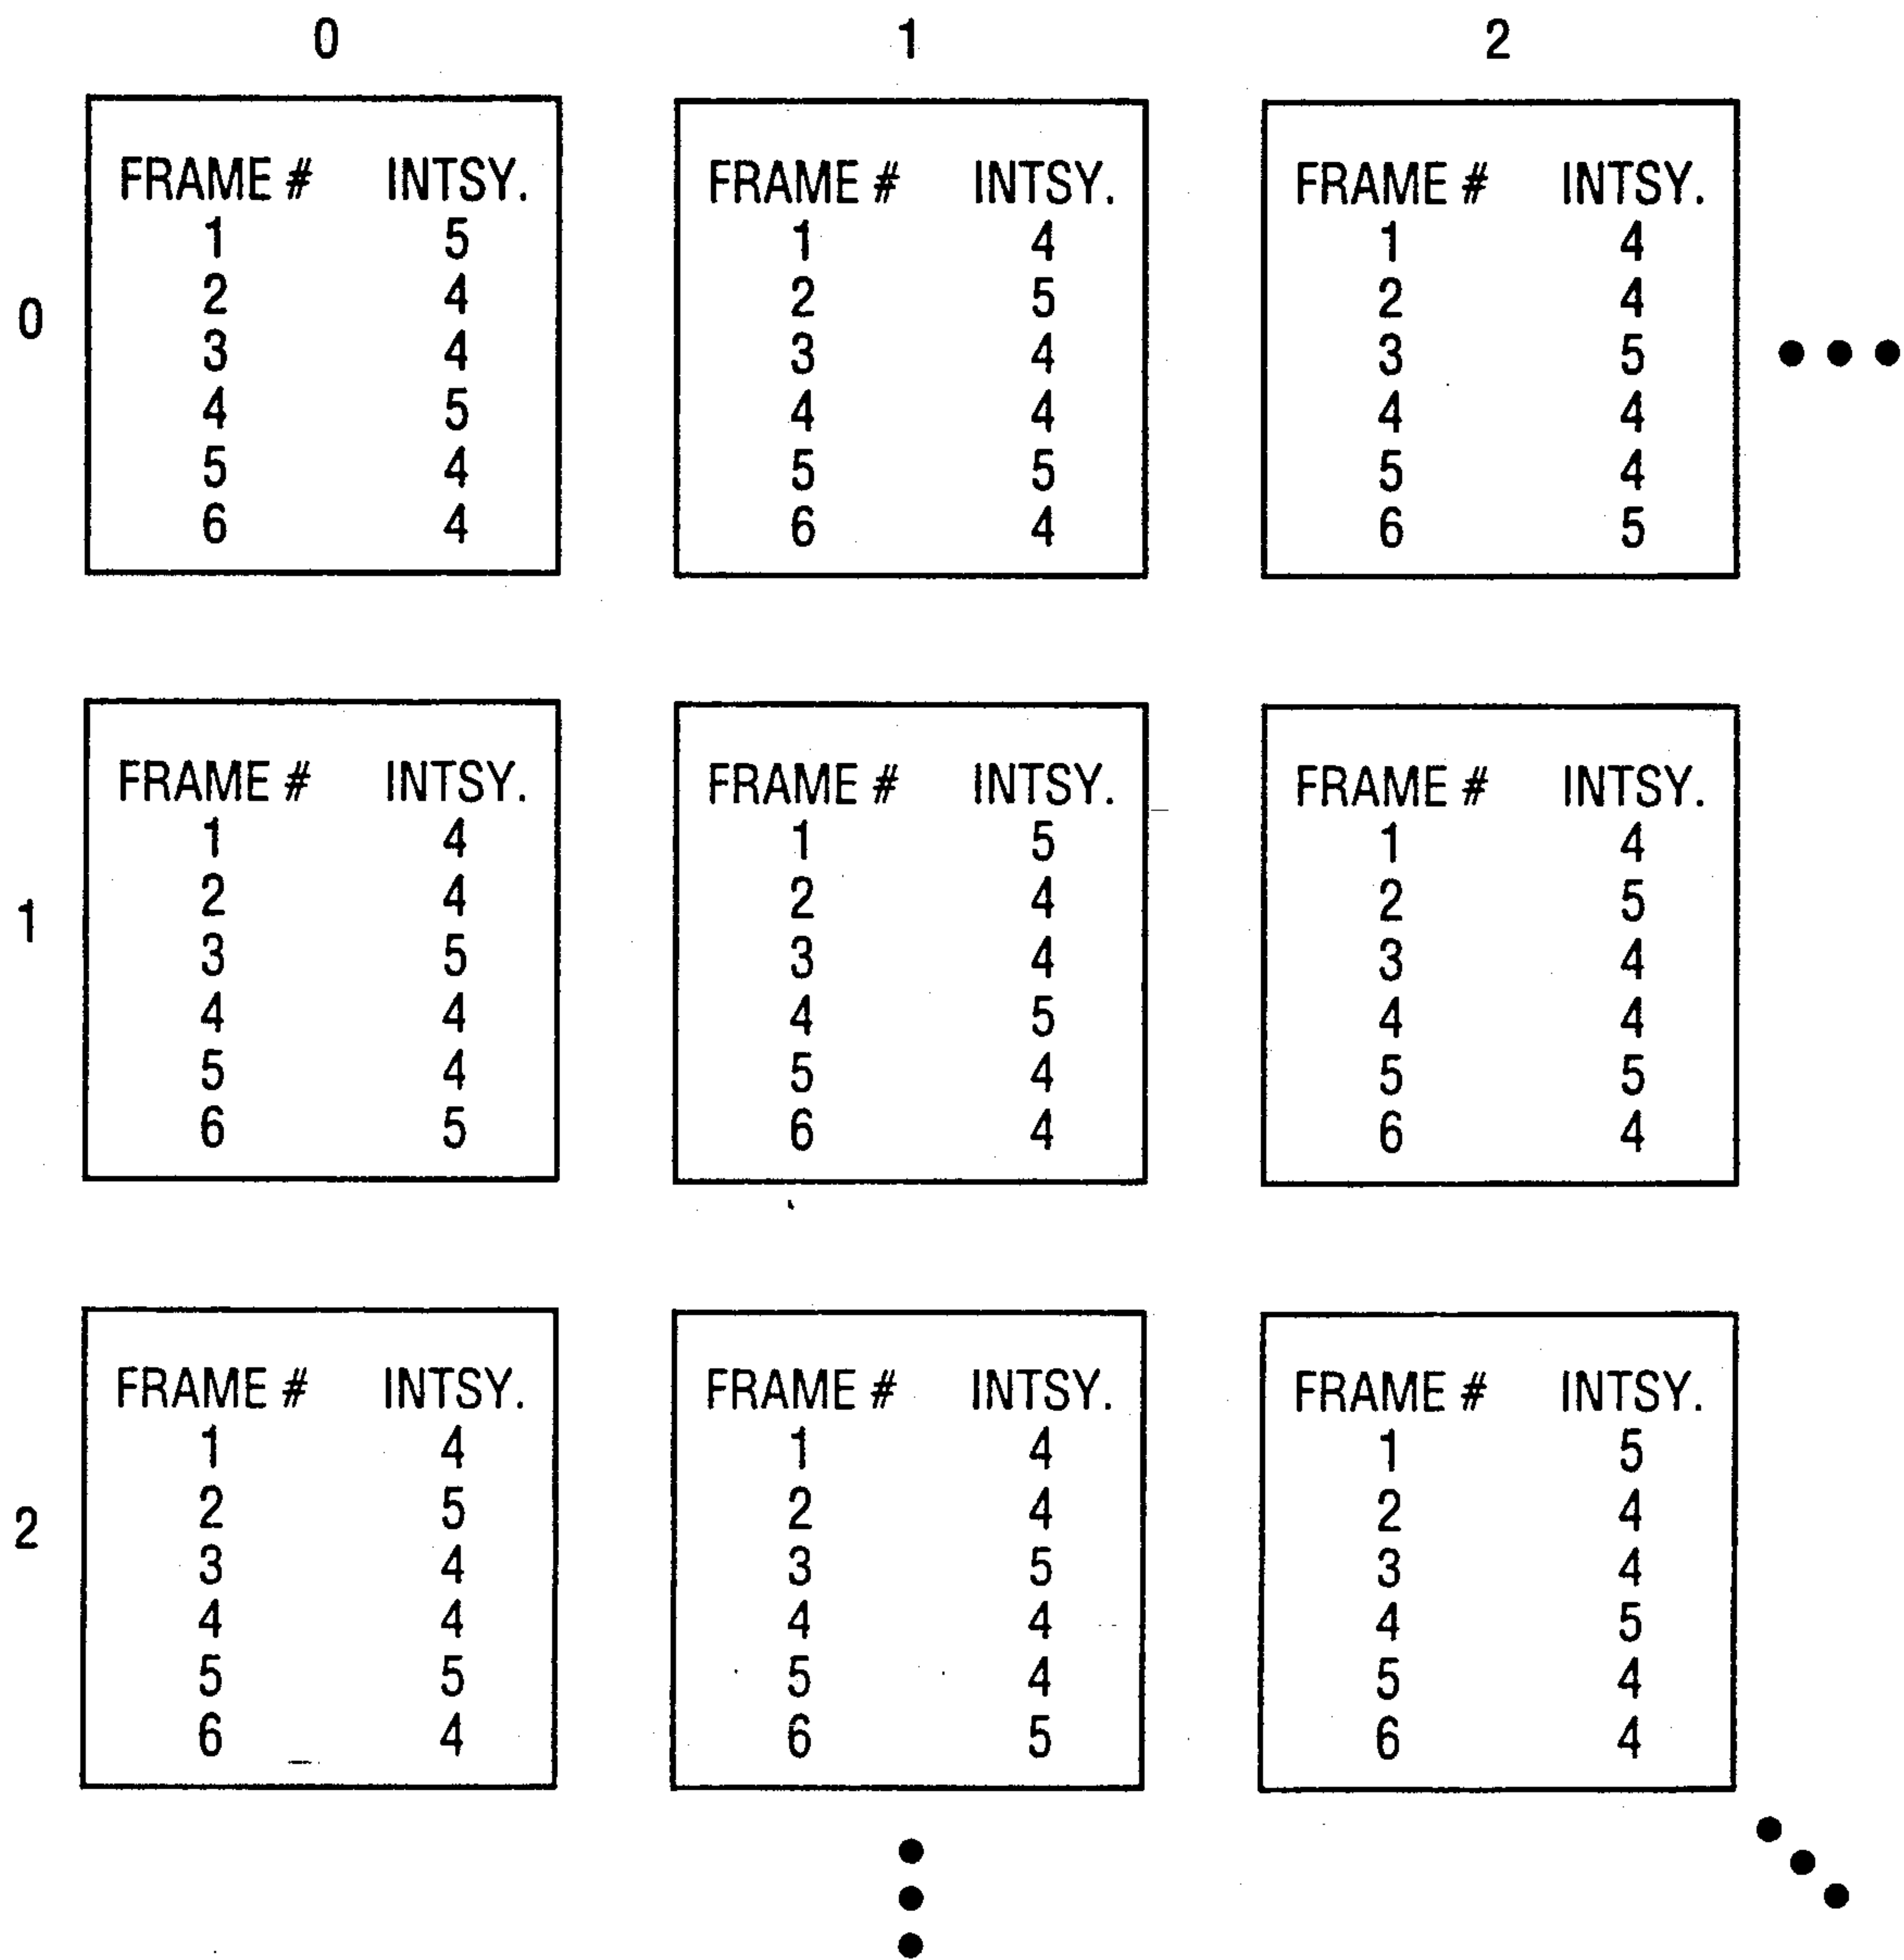 0 1 2
FRAME # INTSY. FRAME # INTSY. FRAME # INTSY.
1 5 1 4 1 4
2 4 2 5 2 4
0 3 4 3 4 3 5
4 5 4 4 4 4
5 4 5 5 5 4
6 4 6 4 6 5
FRAME # INTSY. FRAME # INTSY. FRAME # INTSY.
1 4 1 5 1 4
2 4 2 4 2 5
1 3 5 3 4 3 4
4 4 4 5 4 4
5 4 5 4 5 5
6 5 6 4 6 4
FRAME # INTSY. FRAME # INTSY. FRAME # INTSY.
1 4 1 4 1 5
2 2 5 2 4 2 4
3 4 3 5 3 4
4 4 4 4 4 5
5 5 5 4 5 4
6 4 6 5 6 4